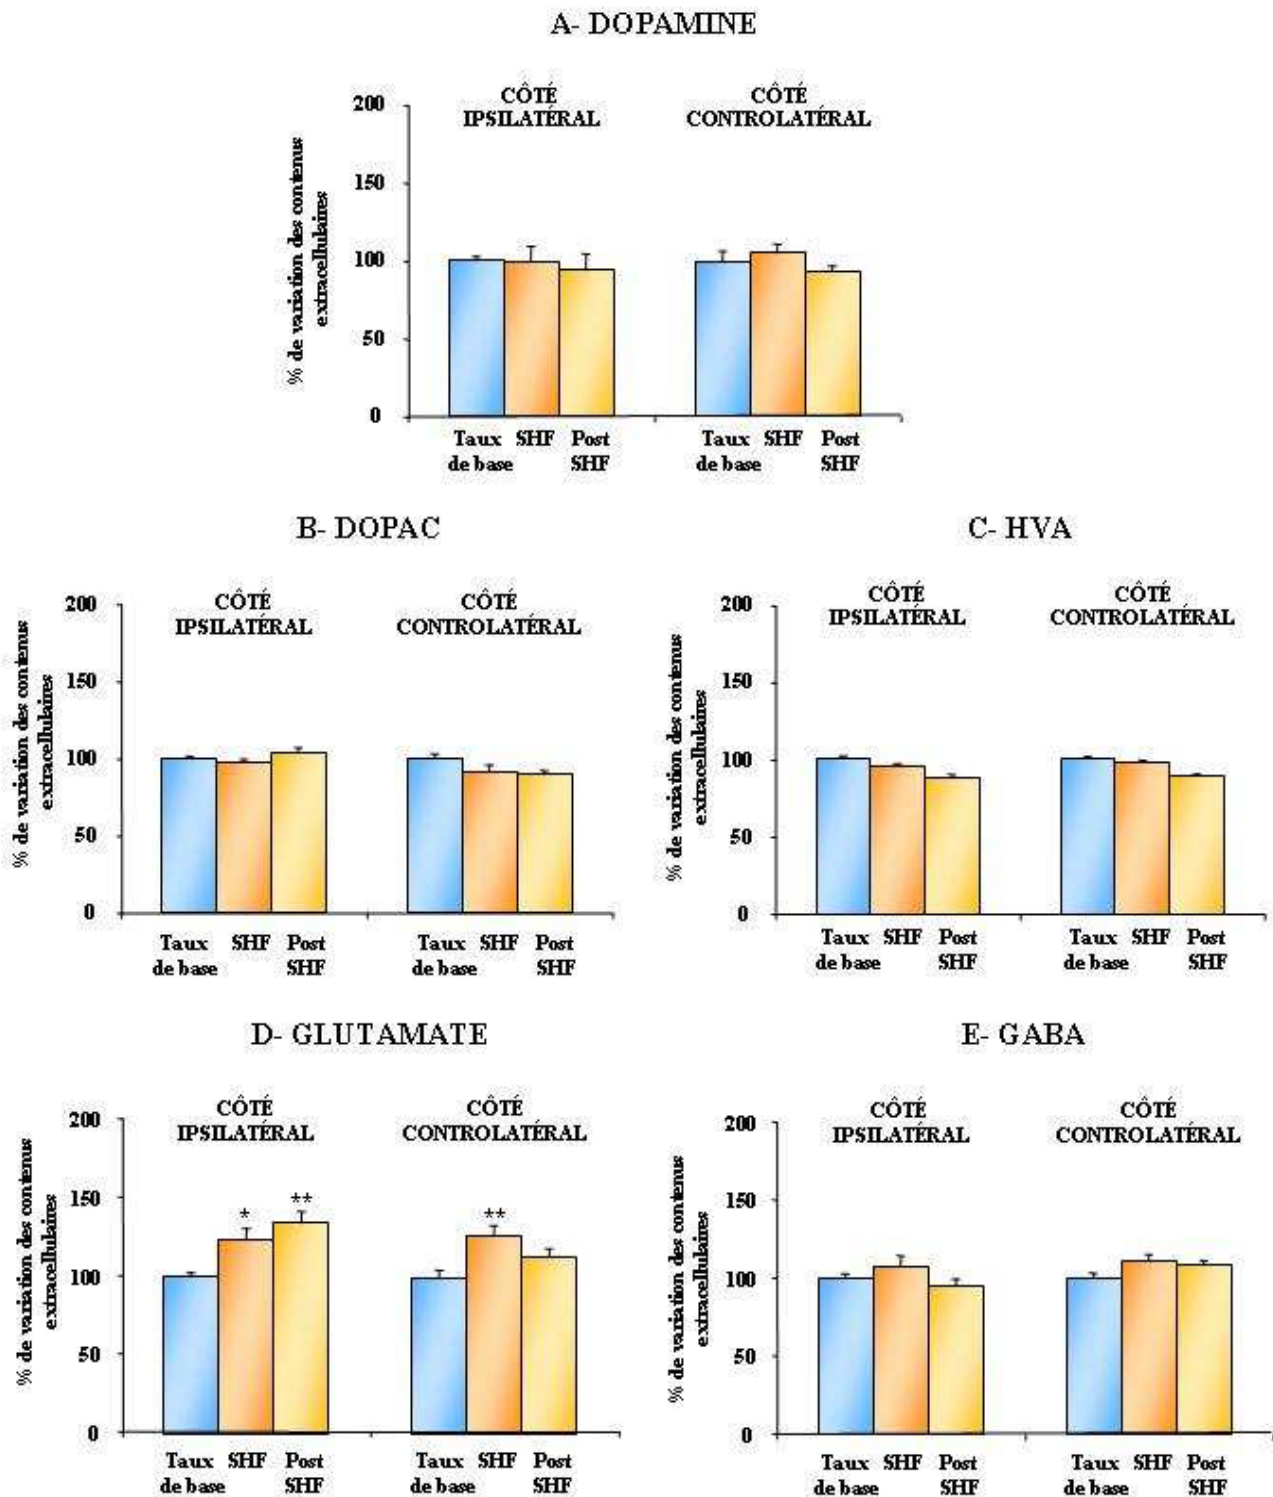 A- DOPAMINE
CÔTÉ
IPSILATÉRAL
CÔTÉ
CONTROLATÉRAL
% de variation des contenus
extracellulaires
200
150
100
50
0
Taux SHF Post
de base SHF
Taux SHF Post
de base SHF
B- DOPAC
CÔTÉ
IPSILATÉRAL
CÔTÉ
CONTROLATÉRAL
% de variation des contenus
extracellulaires
200
150
100
50
0
Taux SHF Post
de base SHF
Taux SHF Post
de base SHF
C- HVA
CÔTÉ
IPSILATÉRAL
CÔTÉ
CONTROLATÉRAL
% de variation des contenus
extracellulaires
200
150
100
50
0
Taux SHF Post
de base SHF
Taux SHF Post
de base SHF
D- GLUTAMATE
CÔTÉ
IPSILATÉRAL
CÔTÉ
CONTROLATÉRAL
% de variation des contenus
extracellulaires
200
150
100
50
0
*
**
**
Taux SHF Post
de base SHF
Taux SHF Post
de base SHF
E- GABA
CÔTÉ
IPSILATÉRAL
CÔTÉ
CONTROLATÉRAL
% de variation des contenus
extracellulaires
200
150
100
50
0
Taux SHF Post
de base SHF
Taux SHF Post
de base SHF